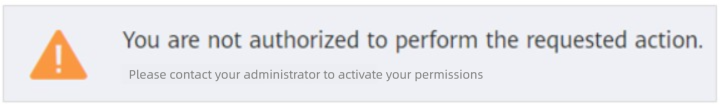 You are not authorized to perform the requested action.
Please contact your administrator to activate your permissions